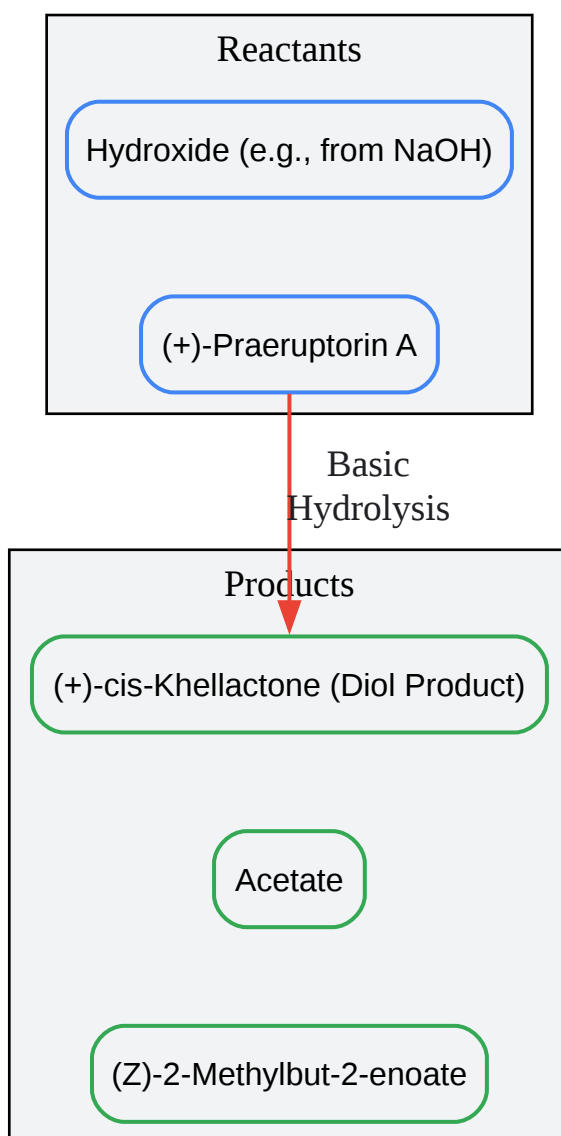 Reactants
Hydroxide (e.g., from NaOH)
(+)-Praeruptorin A
Basic
Hydrolysis
Products
(+)-cis-Khellactone (Diol Product)
Acetate
(Z)-2-Methylbut-2-enoate